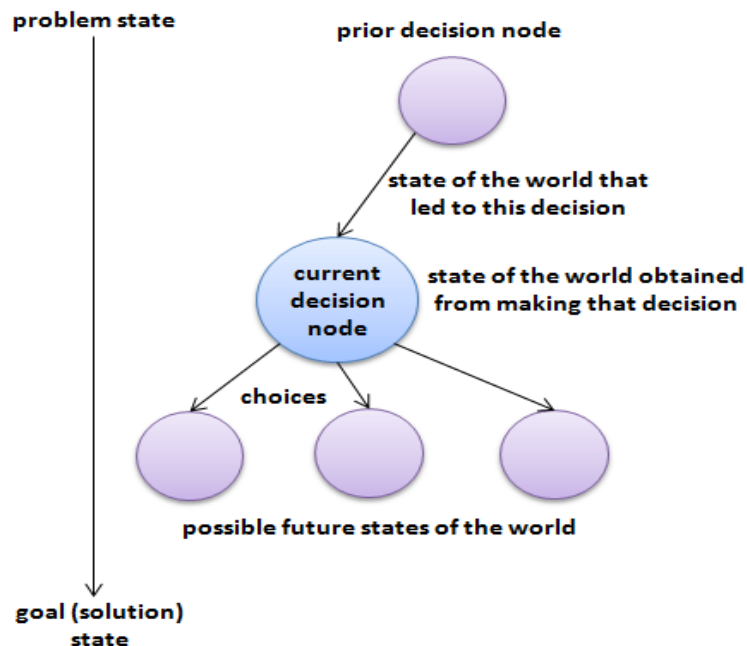 problem state
prior decision node
state of the world that
led to this decision
current
decision
node
state of the world obtained
from making that decision
choices
possible future states of the world
goal (solution)
state